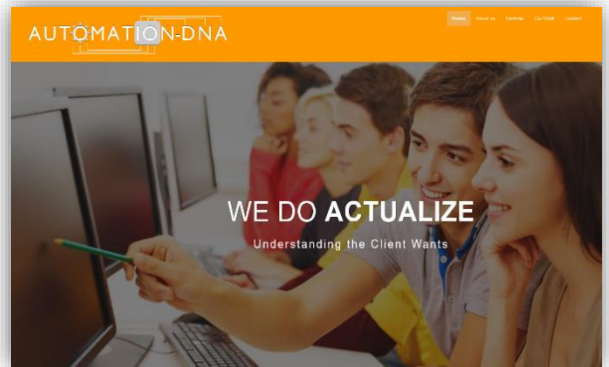 AUTOMATION-DNA
Home About us Services Our Work Contact
WE DO ACTUALIZE
Understanding the Client Wants